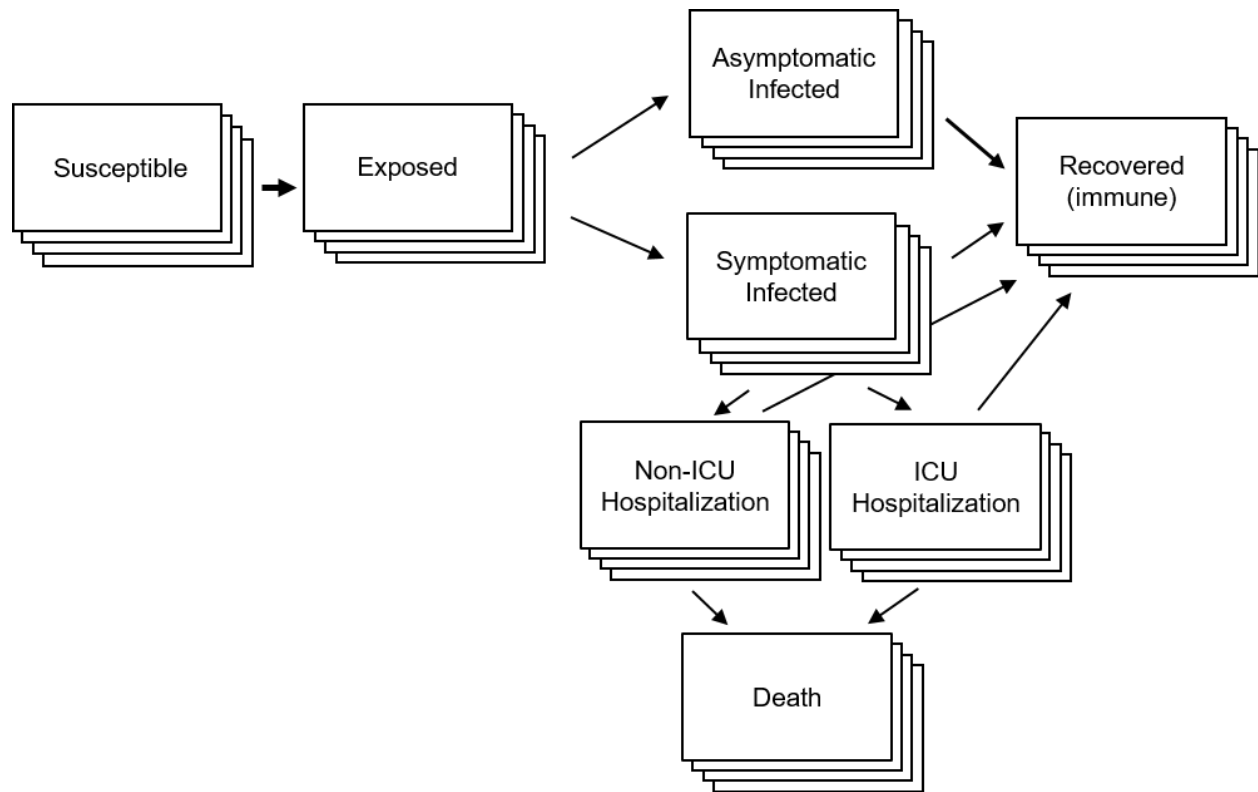 Susceptible
Exposed
Asymptomatic
Infected
Symptomatic
Infected
Recovered
(immune)
Non-ICU
Hospitalization
ICU
Hospitalization
Death